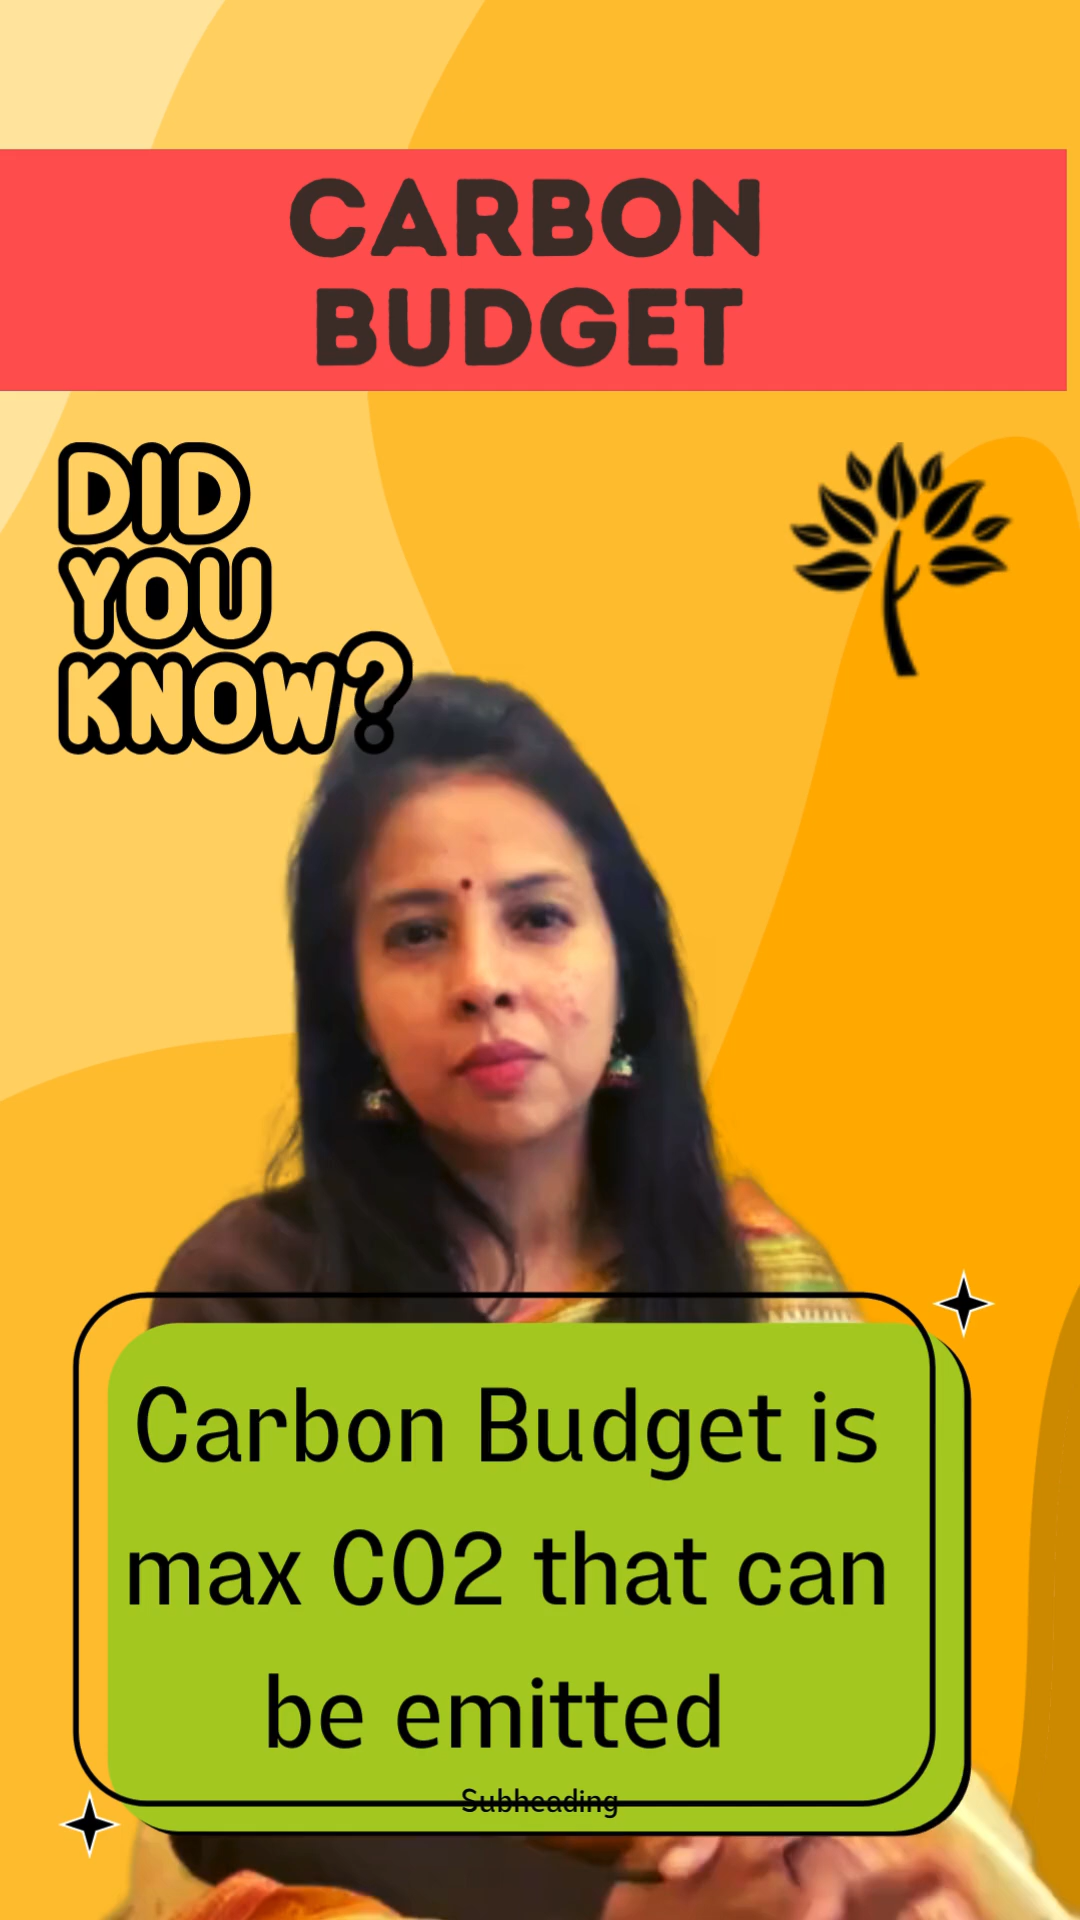 CARBON
BUDGET
DID
YOU
KNOW?
Carbon Budget is
max CO2 that can
be emitted
Subheading